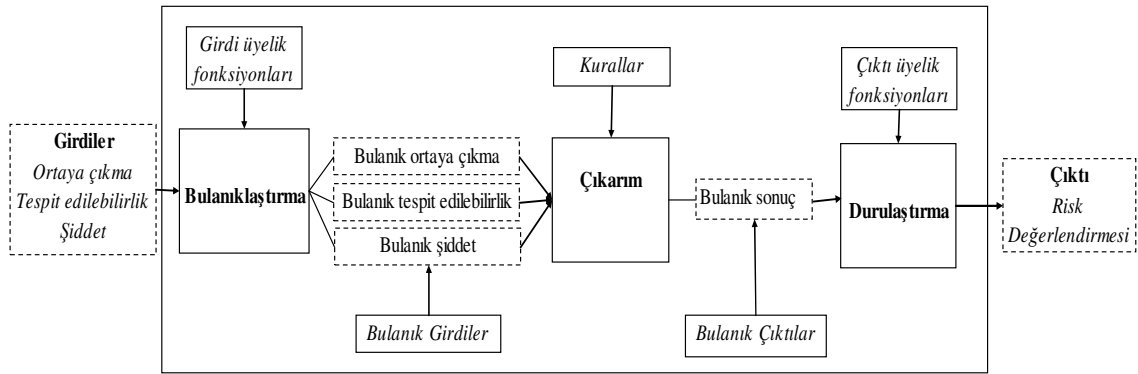 Girdi üyelik
fonksiyonları
Kurallar
Çıktı üyelik
fonksiyonları
Girdiler
Ortaya çıkma
Tespit edilebilirlik
Şiddet
Bulanıklaştırma
Bulanık ortaya çıkma
Bulanık tespit edilebilirlik
Bulanık şiddet
Çıkarım
Bulanık sonuç
Durulaştırma
Çıktı
Risk
Değerlendirmesi
Bulanık Girdiler
Bulanık Çıktılar